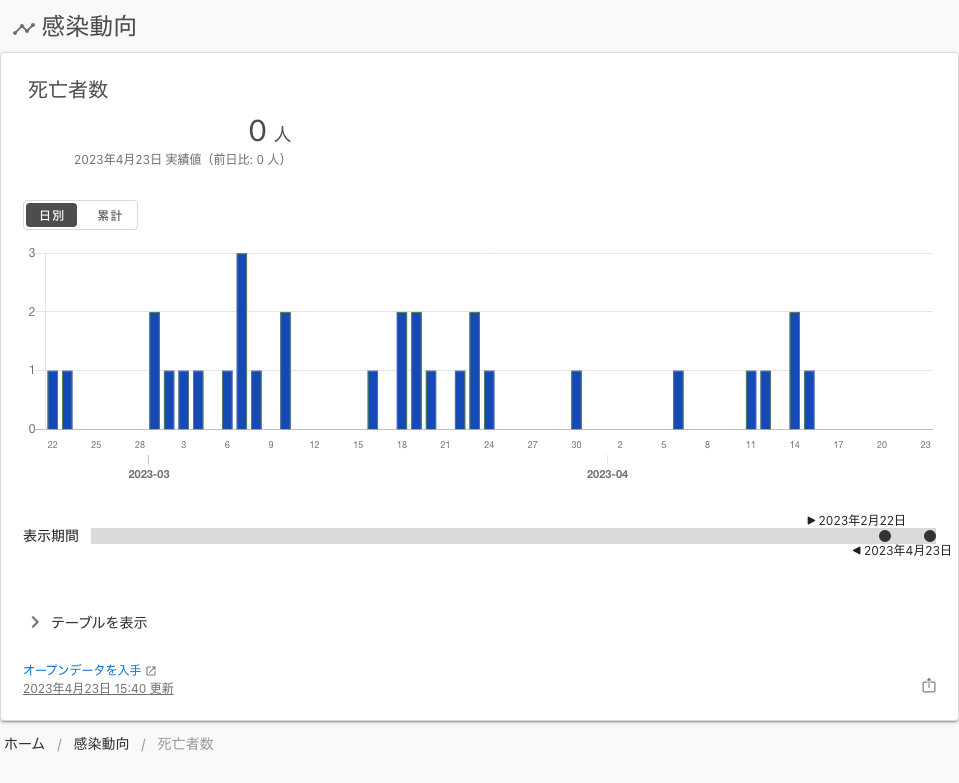 感染動向
死亡者数
0 人
2023年4月23日 実績値（前日比: 0 人）
日別 累計
3
2
1
0
22 25 28 3 6 9 12 15 18 21 24 27 30 2 5 8 11 14 17 20 23
2023-03 2023-04
▶ 2023年2月22日
表示期間
◀ 2023年4月23日
テーブルを表示
オープンデータを入手
2023年4月23日 15:40 更新
ホーム / 感染動向 / 死亡者数